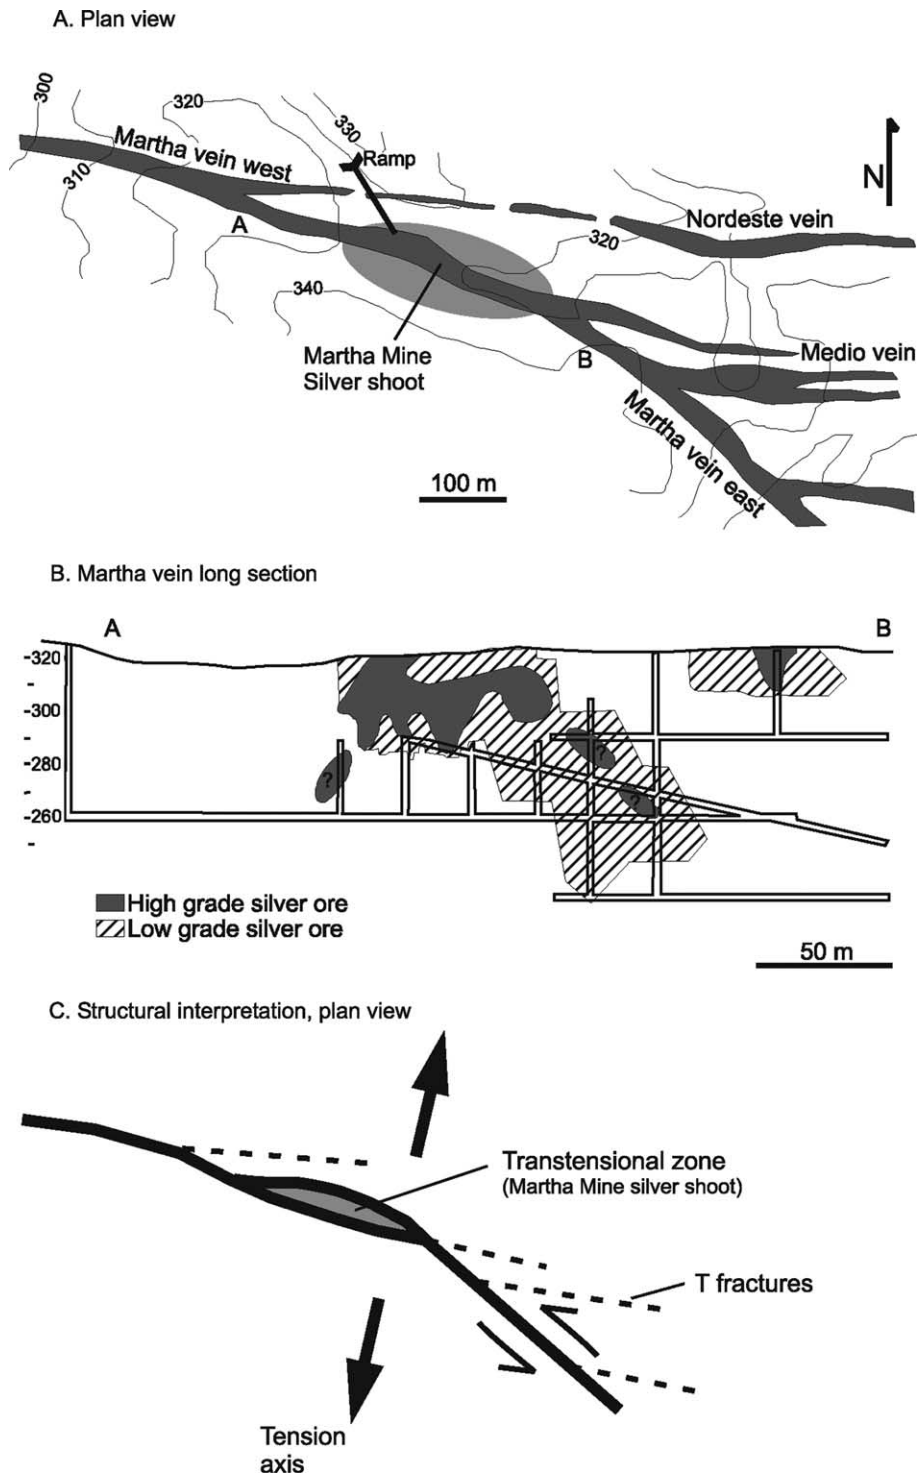 A. Plan view
300
320
330
Martha vein west
Ramp
310
N
A
Nordeste vein
320
340
Martha Mine
Silver shoot
B
Medio vein
Martha vein east
100 m
B. Martha vein long section
A
B
-320
-
-300
-
-280
-
-260
-
?
?
?
High grade silver ore
Low grade silver ore
50 m
C. Structural interpretation, plan view
Transtensional zone
(Martha Mine silver shoot)
T fractures
Tension
axis